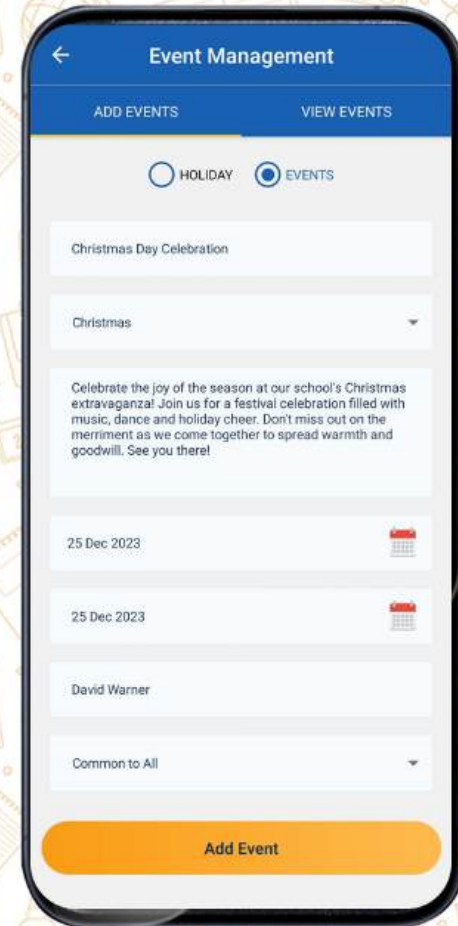 Event Management
ADD EVENTS VIEW EVENTS
HOLIDAY EVENTS
Christmas Day Celebration
Christmas
Celebrate the joy of the season at our school's Christmas
extravaganza! Join us for a festival celebration filled with
music, dance and holiday cheer. Don't miss out on the
merriment as we come together to spread warmth and
goodwill. See you there!
25 Dec 2023
25 Dec 2023
David Warner
Common to All
Add Event